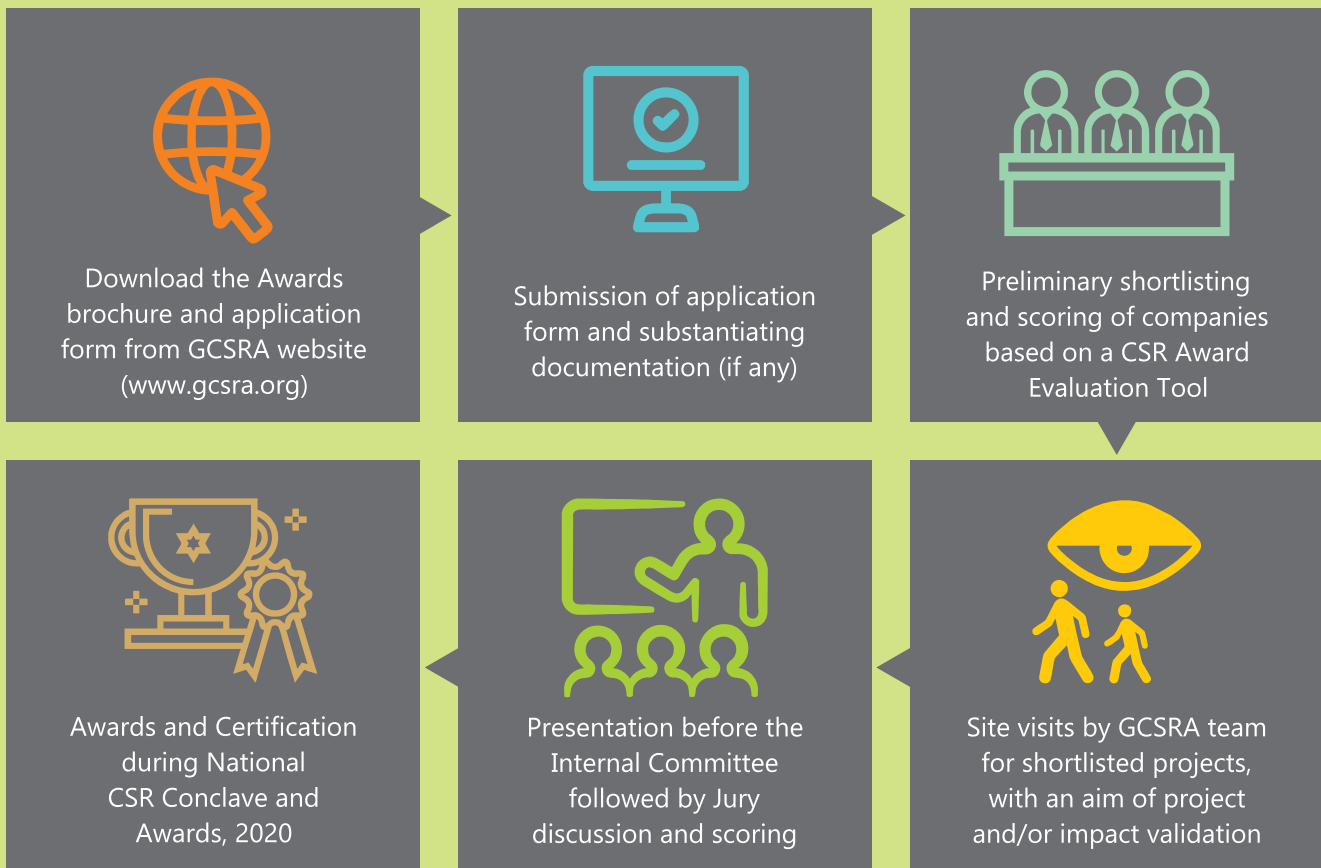 Download the Awards
brochure and application
form from GCSRA website
(www.gcsra.org)
Submission of application
form and substantiating
documentation (if any)
Preliminary shortlisting
and scoring of companies
based on a CSR Award
Evaluation Tool
Site visits by GCSRA team
for shortlisted projects,
with an aim of project
and/or impact validation
Presentation before the
Internal Committee
followed by Jury
discussion and scoring
Awards and Certification
during National
CSR Conclave and
Awards, 2020